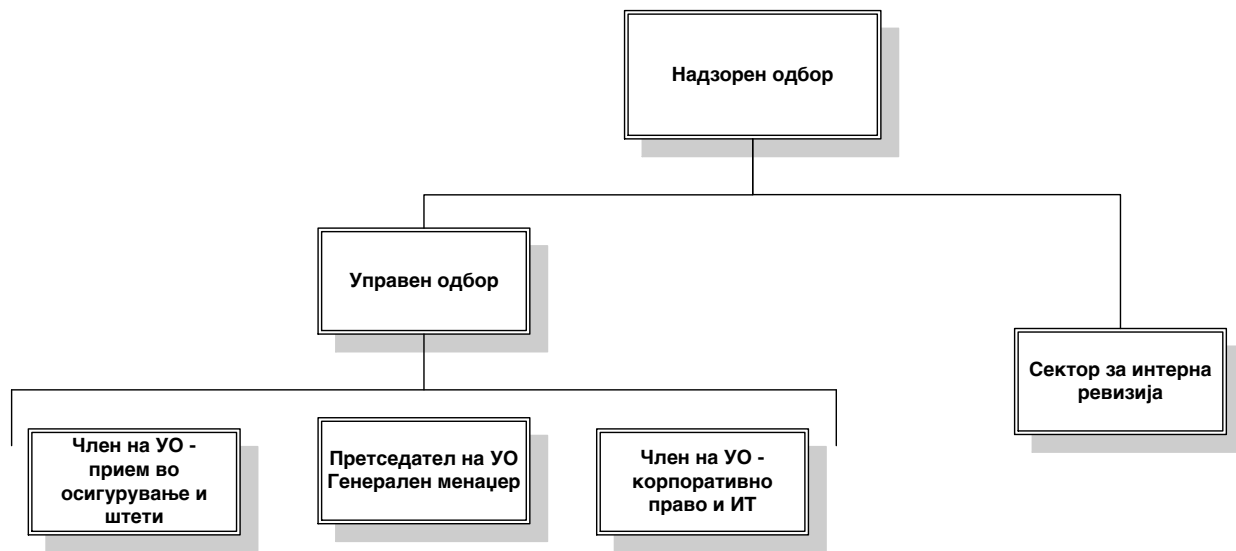 Надзорен одбор
Управен одбор
Сектор за интерна
ревизија
Член на УО -
прием во
осигурување и
штети
Претседател на УО
Генерален менаџер
Член на УО -
корпоративно
право и ИТ